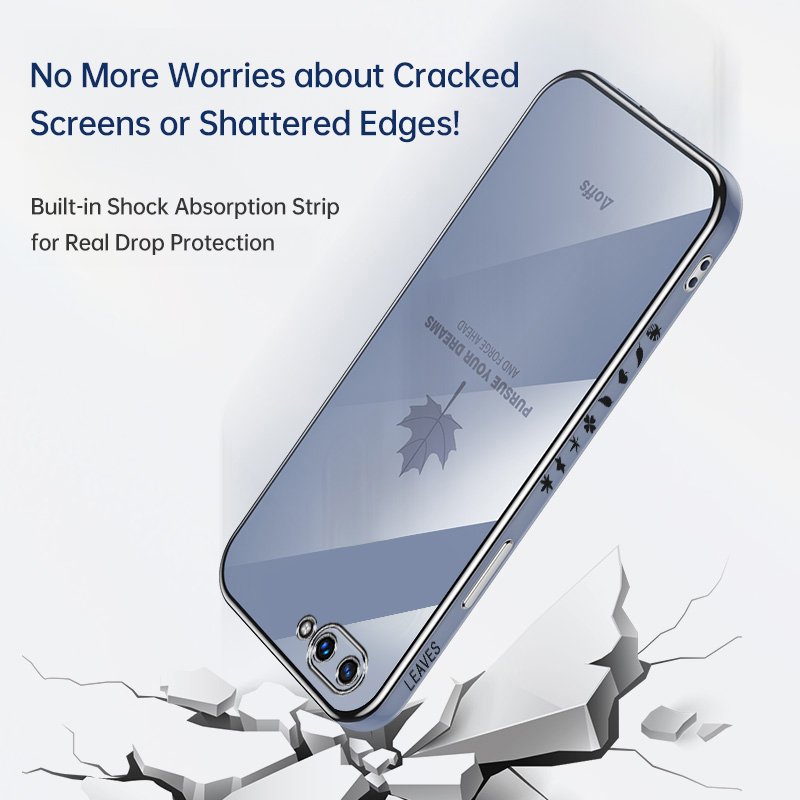 No More Worries about Cracked
Screens or Shattered Edges!
Built-in Shock Absorption Strip
for Real Drop Protection
Δoffs
PURSUE YOUR DREAMS
AND FORGE AHEAD
LEAVES